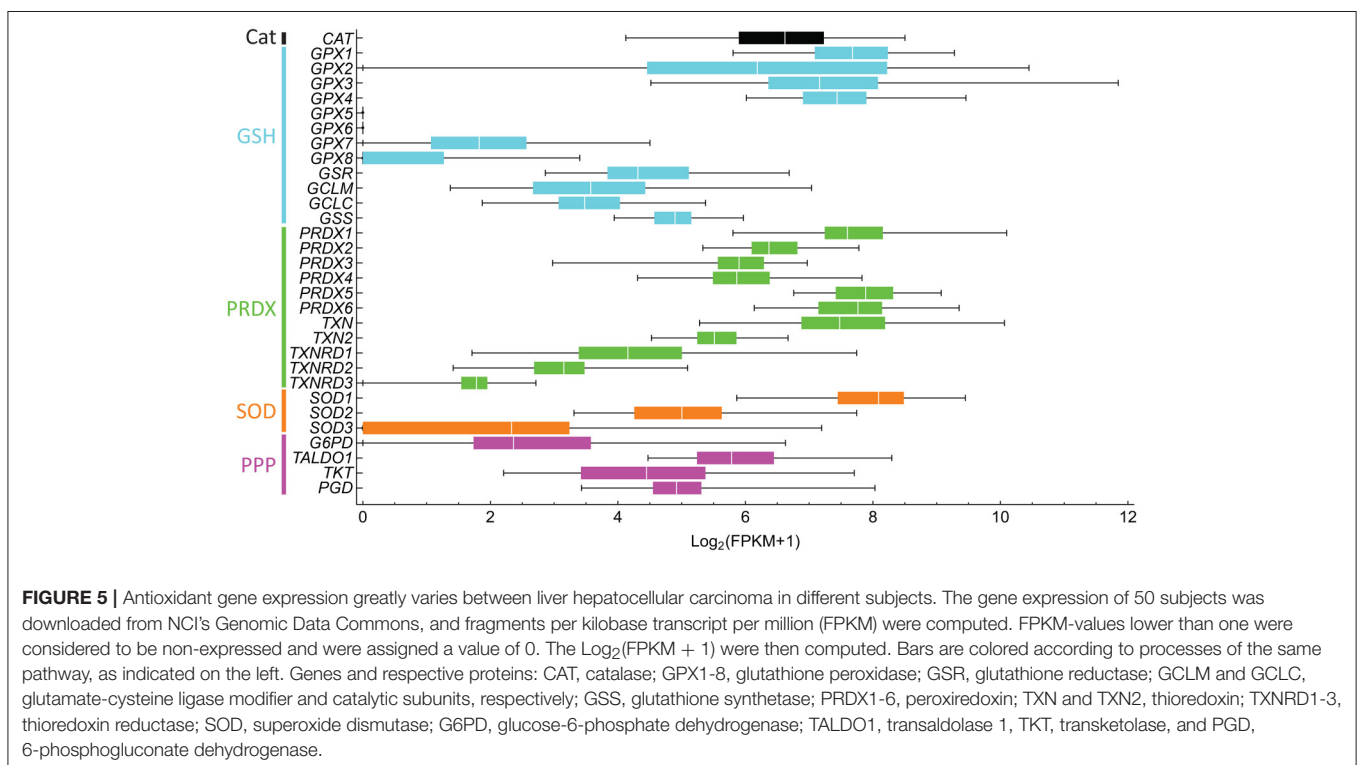 Cat
CAT
GSH
GPX1
GPX2
GPX3
GPX4
GPX5
GPX6
GPX7
GPX8
GSR
GCLM
GCLC
GSS
PRDX
PRDX1
PRDX2
PRDX3
PRDX4
PRDX5
PRDX6
TXN
TXN2
TXNRD1
TXNRD2
TXNRD3
SOD
SOD1
SOD2
SOD3
PPP
G6PD
TALDO1
TKT
PGD
0 2 4 6 8 10 12
Log2(FPKM+1)
FIGURE 5 | Antioxidant gene expression greatly varies between liver hepatocellular carcinoma in different subjects. The gene expression of 50 subjects was
downloaded from NCI's Genomic Data Commons, and fragments per kilobase transcript per million (FPKM) were computed. FPKM-values lower than one were
considered to be non-expressed and were assigned a value of 0. The Log2(FPKM + 1) were then computed. Bars are colored according to processes of the same
pathway, as indicated on the left. Genes and respective proteins: CAT, catalase; GPX1-8, glutathione peroxidase; GSR, glutathione reductase; GCLM and GCLC,
glutamate-cysteine ligase modifier and catalytic subunits, respectively; GSS, glutathione synthetase; PRDX1-6, peroxiredoxin; TXN and TXN2, thioredoxin; TXNRD1-3,
thioredoxin reductase; SOD, superoxide dismutase; G6PD, glucose-6-phosphate dehydrogenase; TALDO1, transaldolase 1, TKT, transketolase, and PGD,
6-phosphogluconate dehydrogenase.